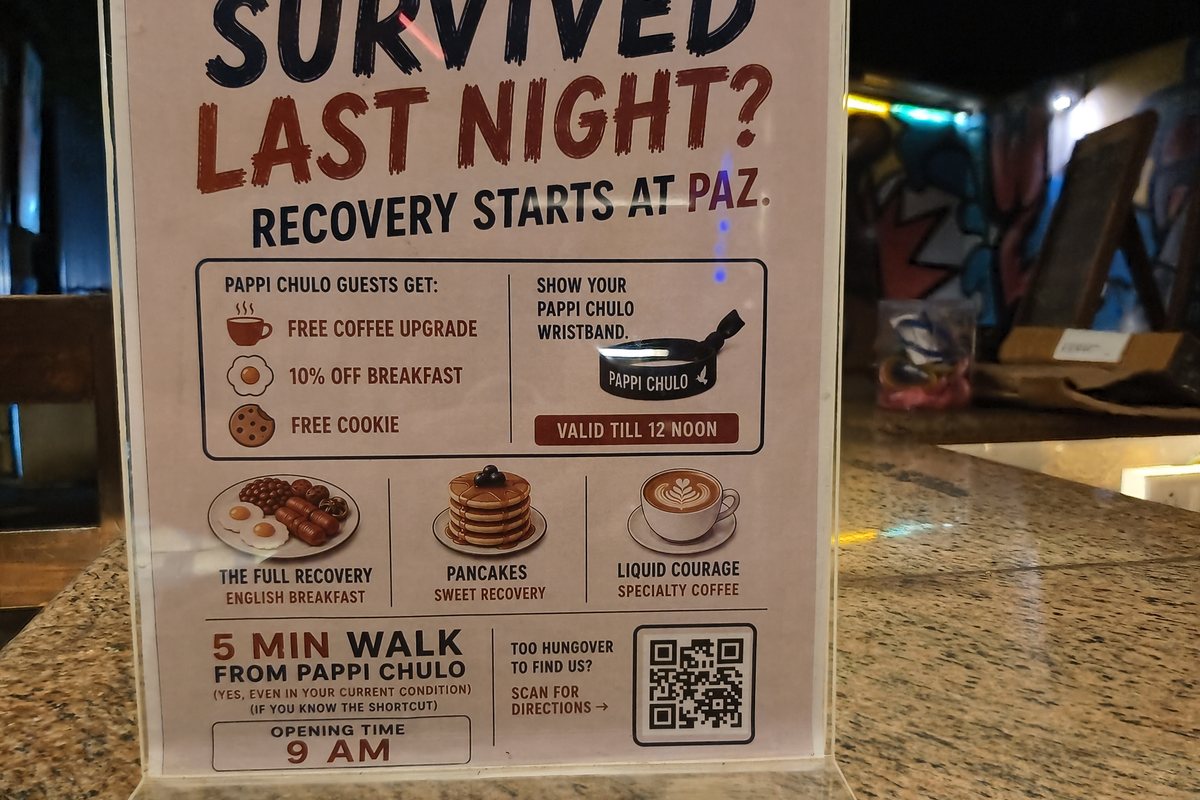 SURVIVED
LAST NIGHT?
RECOVERY STARTS AT PAZ.
PAPPI CHULO GUESTS GET:
FREE COFFEE UPGRADE
10% OFF BREAKFAST
FREE COOKIE
SHOW YOUR
PAPPI CHULO
WRISTBAND.
PAPPI CHULO
VALID TILL 12 NOON
THE FULL RECOVERY
ENGLISH BREAKFAST
PANCAKES
SWEET RECOVERY
LIQUID COURAGE
SPECIALTY COFFEE
5 MIN WALK
FROM PAPPI CHULO
(YES, EVEN IN YOUR CURRENT CONDITION)
(IF YOU KNOW THE SHORTCUT)
OPENING TIME
9 AM
TOO HUNGOVER
TO FIND US?
SCAN FOR
DIRECTIONS →